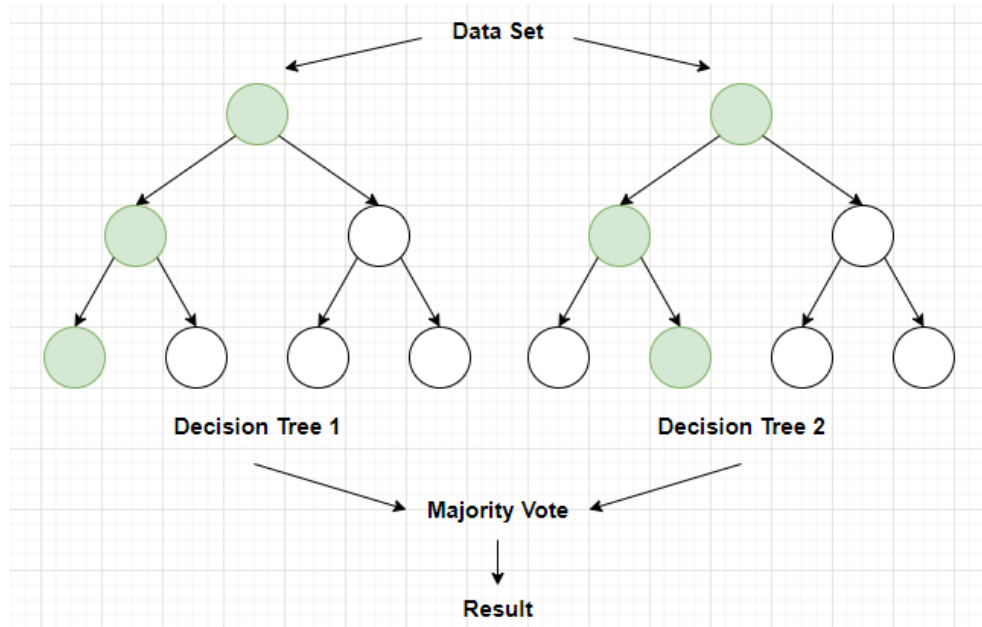 Data Set
Decision Tree 1
Decision Tree 2
Majority Vote
Result